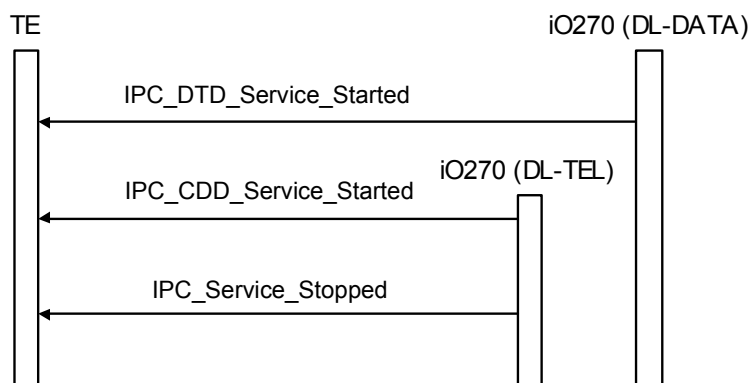 TE
iO270 (DL-DATA)
IPC_DTD_Service_Started
iO270 (DL-TEL)
IPC_CDD_Service_Started
IPC_Service_Stopped